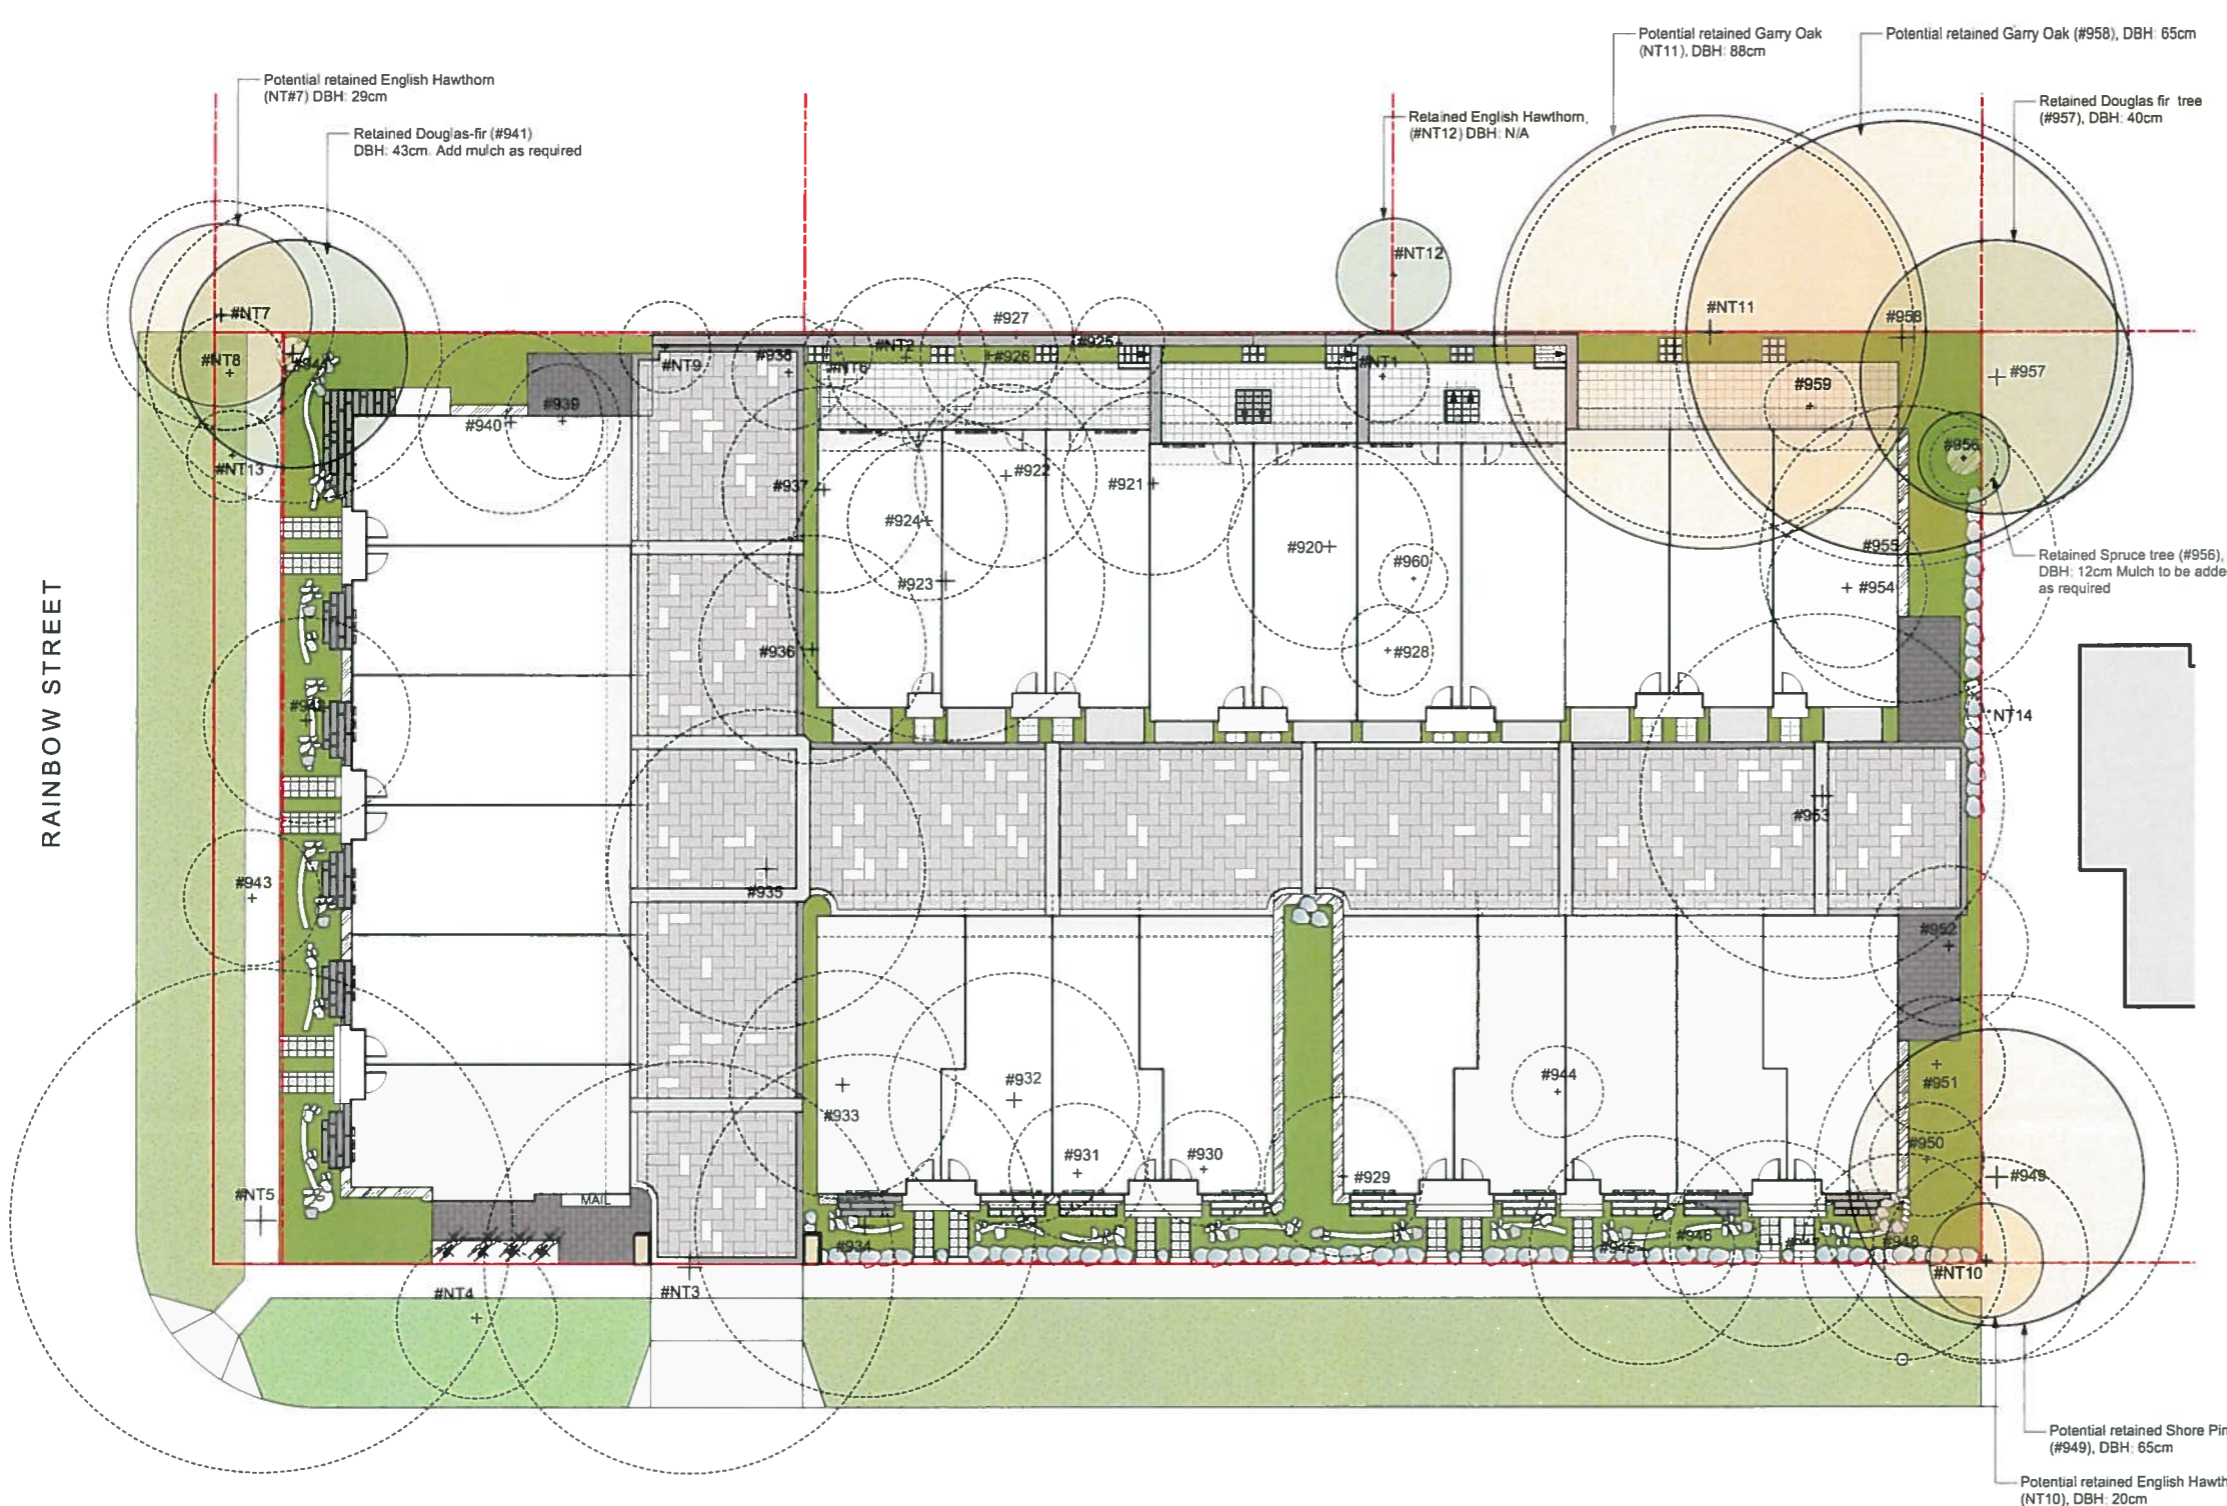 Potential retained Garry Oak
(NT11), DBH: 88cm
Potential retained Garry Oak (#958), DBH: 65cm
Potential retained English Hawthorn
(NT#7) DBH: 29cm
Retained Douglas-fir (#941)
DBH: 43cm. Add mulch as required
Retained English Hawthorn,
(#NT12) DBH: N/A
Retained Douglas fir tree
(#957), DBH: 40cm
#NT12
#NT7
#NT11
#958
#927
#NT8
#938
#NT2
#926
#925
#NT9
#NT6
#NT1
#957
#959
#939
#940
#956
#NT13
#937
#922
#921
#924
#920
#955
#960
#923
#954
Retained Spruce tree (#956),
DBH: 12cm Mulch to be adde
as required
RAINBOW STREET
#936
#928
#942
NT14
#953
#943
#935
#952
#932
#933
#944
#951
#931
#930
#929
#950
#949
#NT5
MAIL
#934
#945
#946
#947
#948
#NT10
#NT4
#NT3
Potential retained Shore Pin
(#949), DBH: 65cm
Potential retained English Hawth
(NT10), DBH: 20cm